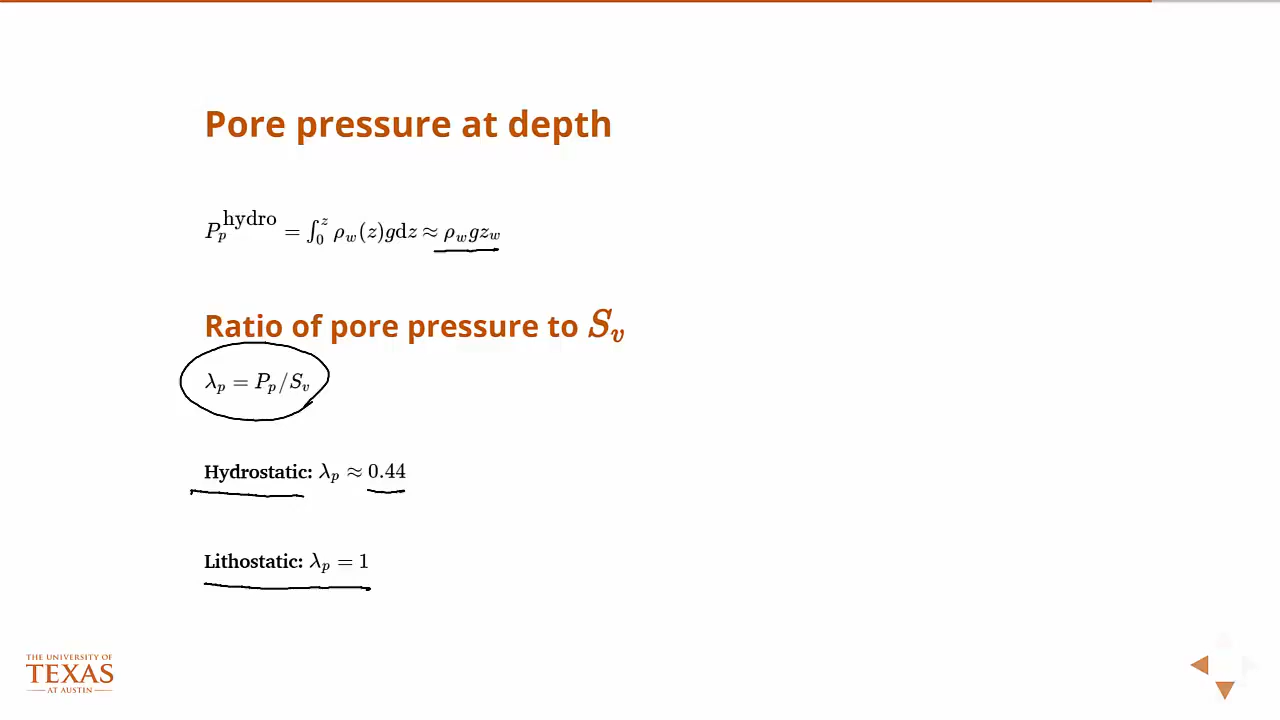 Pore pressure at depth
P_p^hydro = ∫_0^z ρ_w(z)gdz ≈ ρ_w g z_w
Ratio of pore pressure to S_v
λ_p = P_p/S_v
Hydrostatic: λ_p ≈ 0.44
Lithostatic: λ_p = 1
THE UNIVERSITY OF
TEXAS
AT AUSTIN